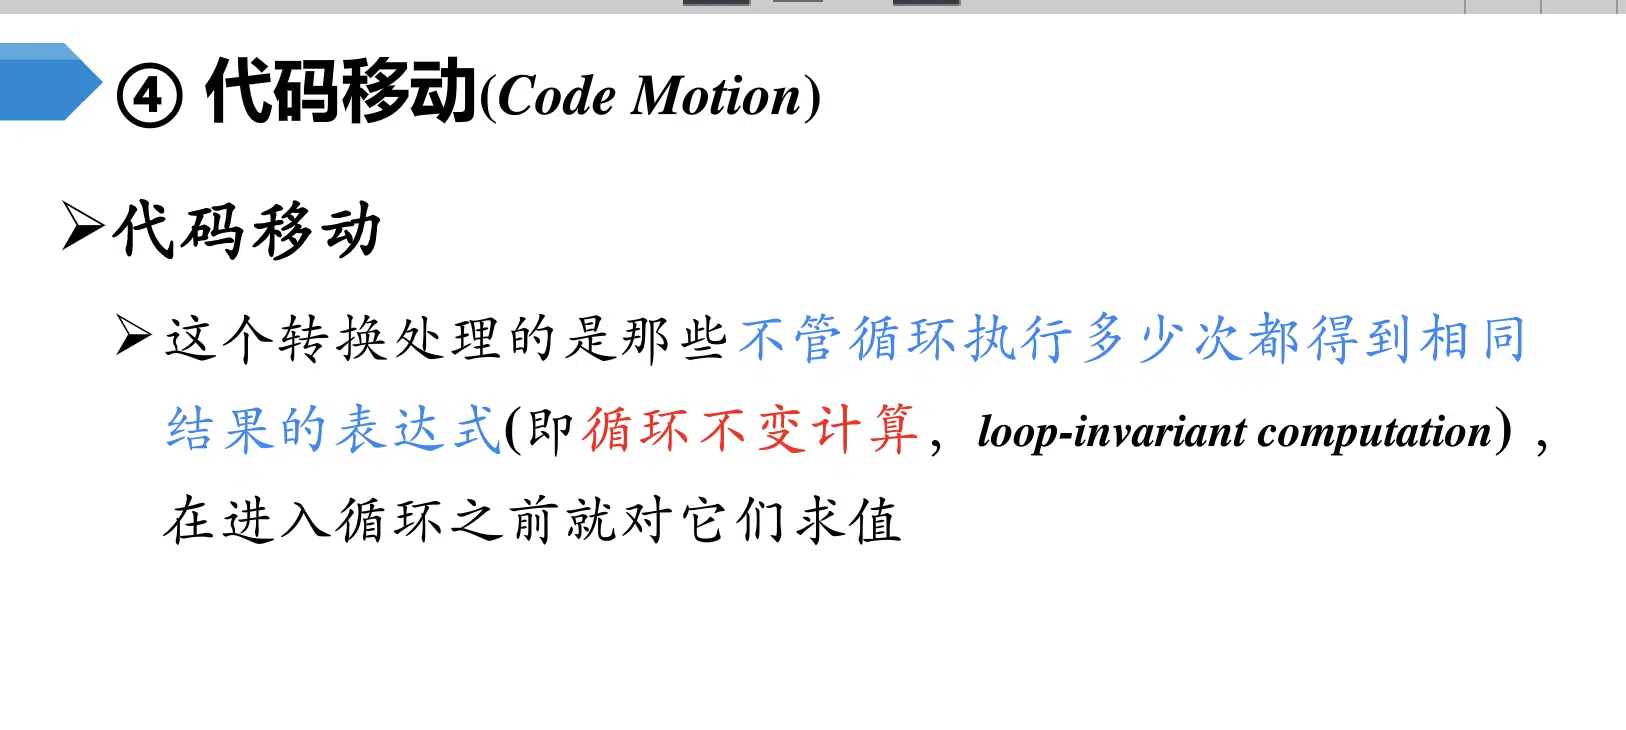 ④ 代码移动(Code Motion)
➢代码移动
➢这个转换处理的是那些不管循环执行多少次都得到相同
结果的表达式(即循环不变计算，loop-invariant computation)，
在进入循环之前就对它们求值